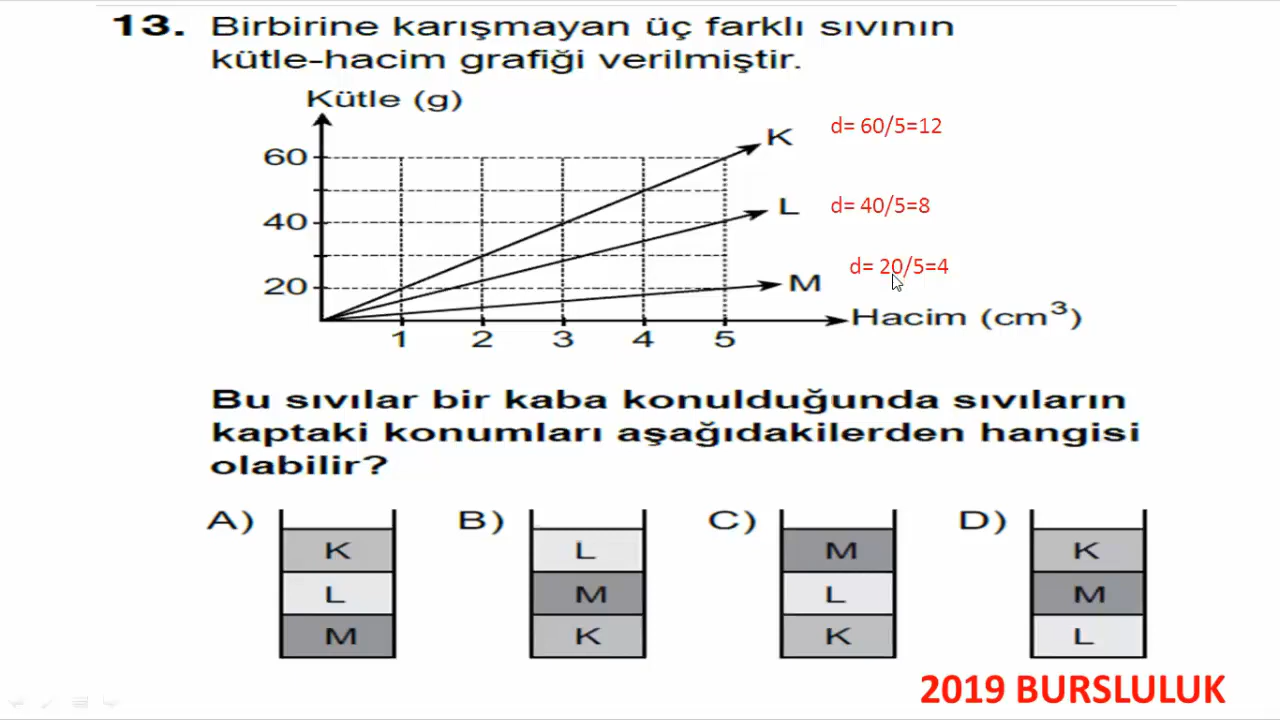 13. Birbirine karışmayan üç farklı sıvının
kütle-hacim grafiği verilmiştir.
Kütle (g)
K
d= 60/5=12
60
L
d= 40/5=8
40
d= 20/5=4
M
20
Hacim (cm³)
1 2 3 4 5
Bu sıvılar bir kaba konulduğunda sıvıların
kaptaki konumları aşağıdakilerden hangisi
olabilir?
A)
K
L
M
B)
L
M
K
C)
M
L
K
D)
K
M
L
2019 BURSLULUK